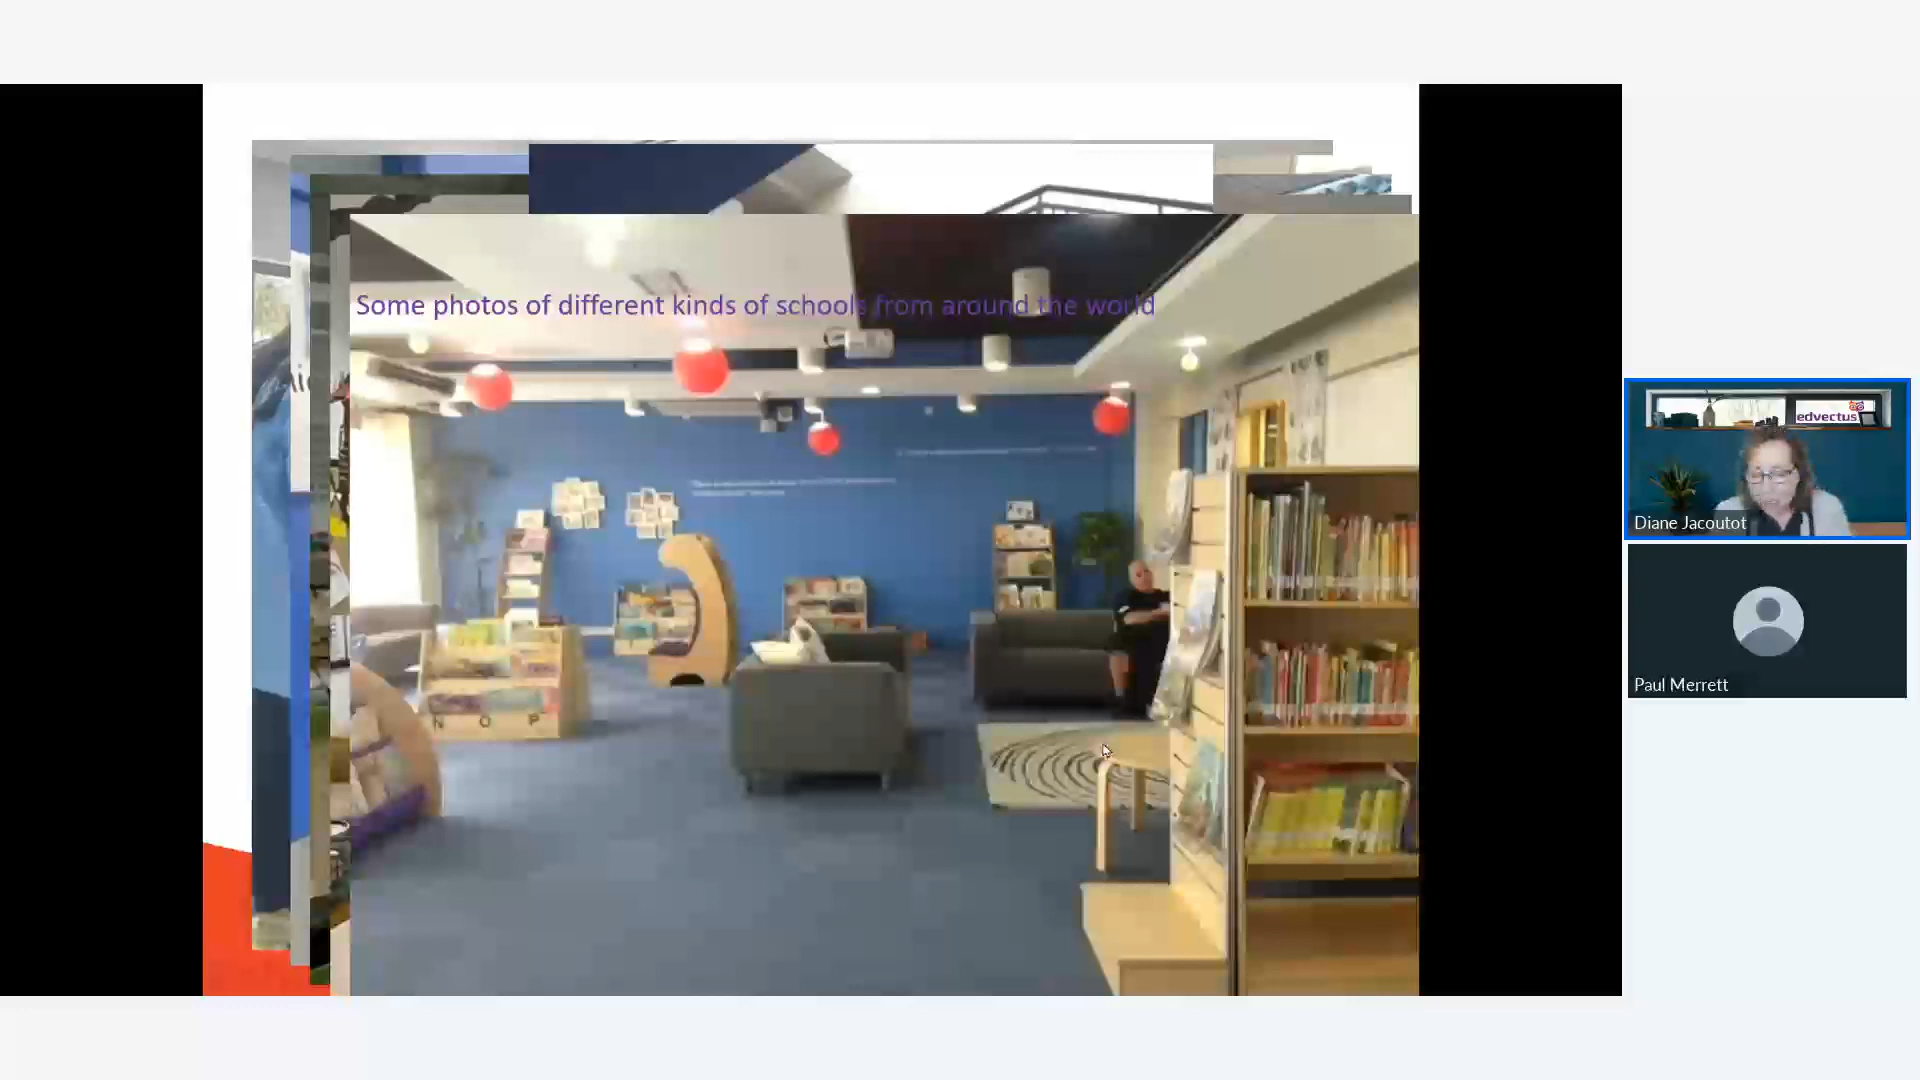 Some photos of different kinds of schools from around the world
edvectus
Diane Jacoutot
N O P
Paul Merrett